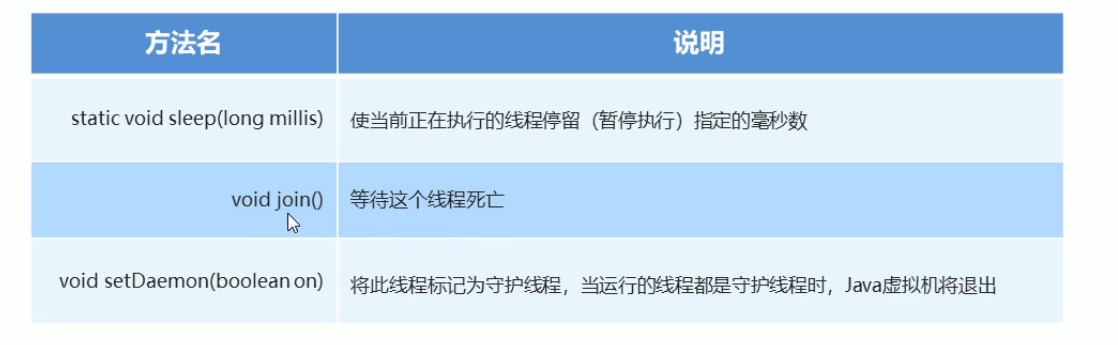 方法名 说明
static void sleep(long millis) 使当前正在执行的线程停留（暂停执行）指定的毫秒数
void join() 等待这个线程死亡
void setDaemon(boolean on) 将此线程标记为守护线程，当运行的线程都是守护线程时，Java虚拟机将退出